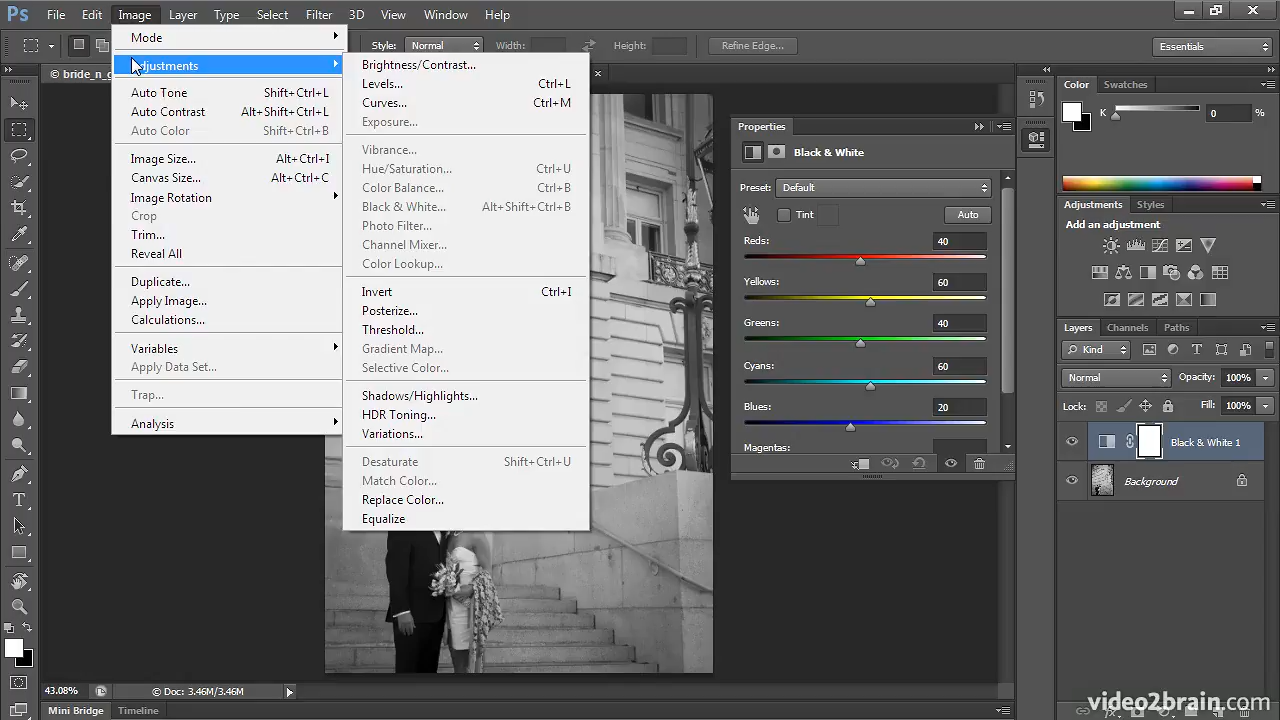 Ps File Edit Image Layer Type Select Filter 3D View Window Help
Style: Normal Width: Height: Refine Edge... Essentials
bride_n_g
Mode
Adjustments
Auto Tone Shift+Ctrl+L
Auto Contrast Alt+Shift+Ctrl+L
Auto Color Shift+Ctrl+B
Image Size... Alt+Ctrl+I
Canvas Size... Alt+Ctrl+C
Image Rotation
Crop
Trim...
Reveal All
Duplicate...
Apply Image...
Calculations...
Variables
Apply Data Set...
Trap...
Analysis
Brightness/Contrast...
Levels... Ctrl+L
Curves... Ctrl+M
Exposure...
Vibrance...
Hue/Saturation... Ctrl+U
Color Balance... Ctrl+B
Black & White... Alt+Shift+Ctrl+B
Photo Filter...
Channel Mixer...
Color Lookup...
Invert Ctrl+I
Posterize...
Threshold...
Gradient Map...
Selective Color...
Shadows/Highlights...
HDR Toning...
Variations...
Desaturate Shift+Ctrl+U
Match Color...
Replace Color...
Equalize
Properties
Black & White
Preset: Default
Tint Auto
Reds: 40
Yellows: 60
Greens: 40
Cyans: 60
Blues: 20
Magentas:
Color Swatches
K 0 %
Adjustments Styles
Add an adjustment
Layers Channels Paths
Kind
Normal Opacity: 100%
Lock: Fill: 100%
Black & White 1
Background
43.08% Doc: 3.46M/3.46M
Mini Bridge Timeline
video2brain.com